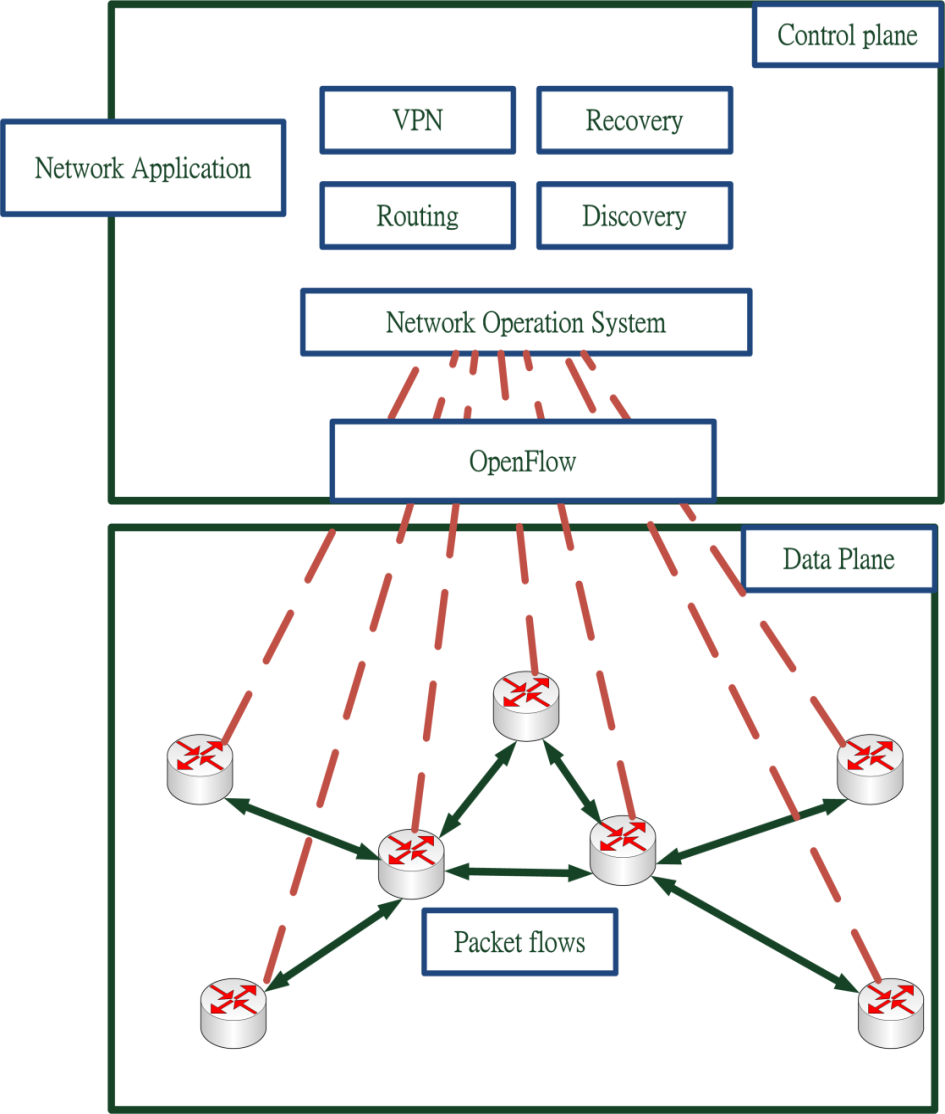 Control plane
VPN
Recovery
Network Application
Routing
Discovery
Network Operation System
OpenFlow
Data Plane
Packet flows